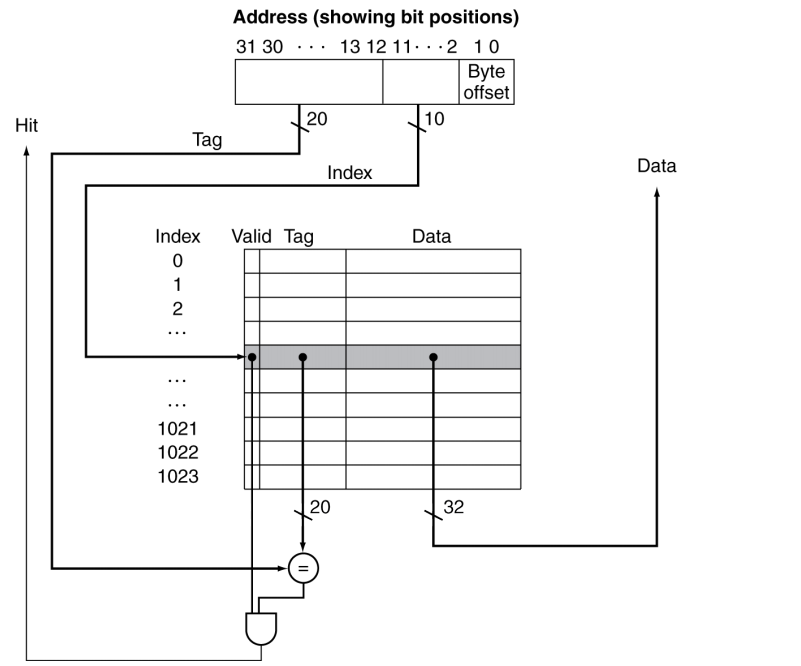 Address (showing bit positions)
31 30 · · · 13 12 11 · · · 2 1 0
Byte
offset
20
10
Hit
Tag
Data
Index
Index Valid Tag Data
0
1
2
...
...
...
1021
1022
1023
20
32
=